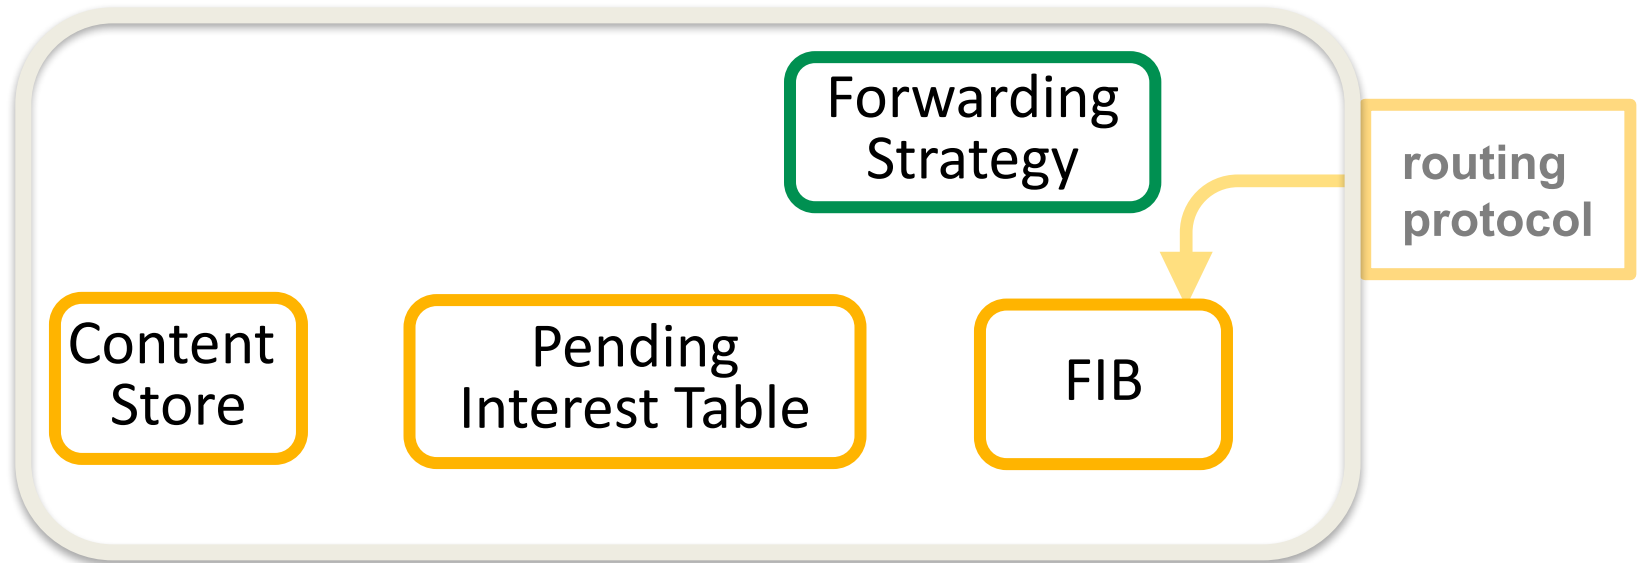 Forwarding
Strategy
routing
protocol
Content
Store
Pending
Interest Table
FIB